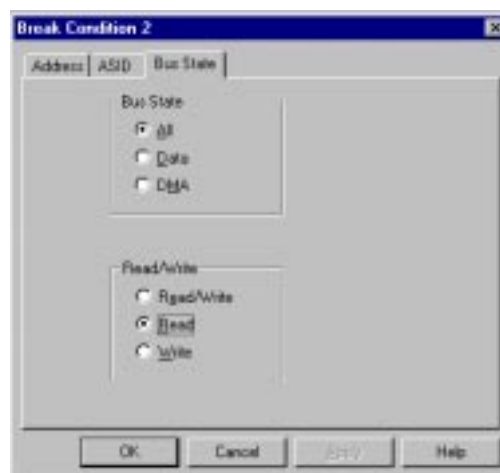 Break Condition 2
Address ASID Bus State
Bus State
All
Data
DMA
Read/Write
Read/Write
Read
Write
OK Cancel Apply Help